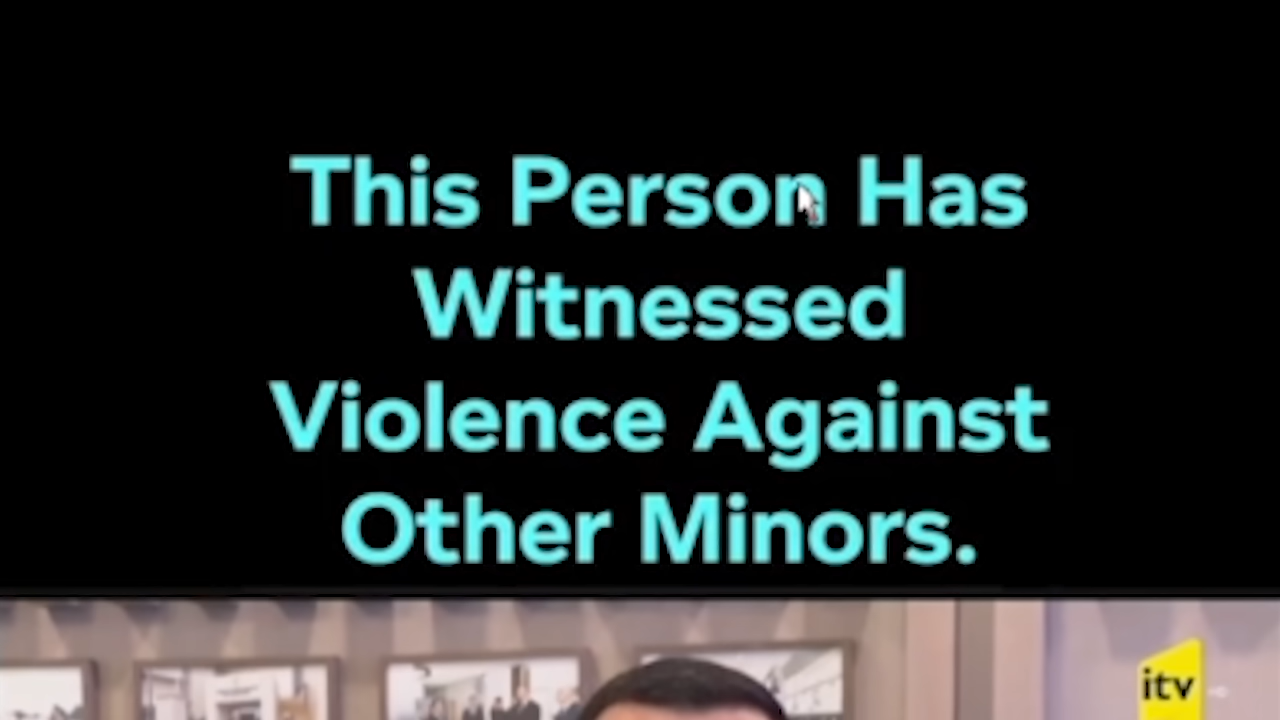 This Person Has
Witnessed
Violence Against
Other Minors.
itv